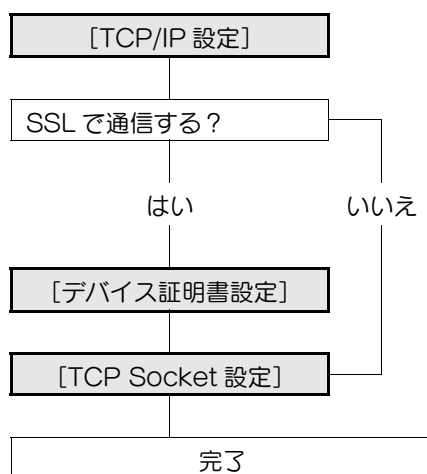 [TCP/IP 設定]
SSL で通信する？
はい
いいえ
[デバイス証明書設定]
[TCP Socket 設定]
完了